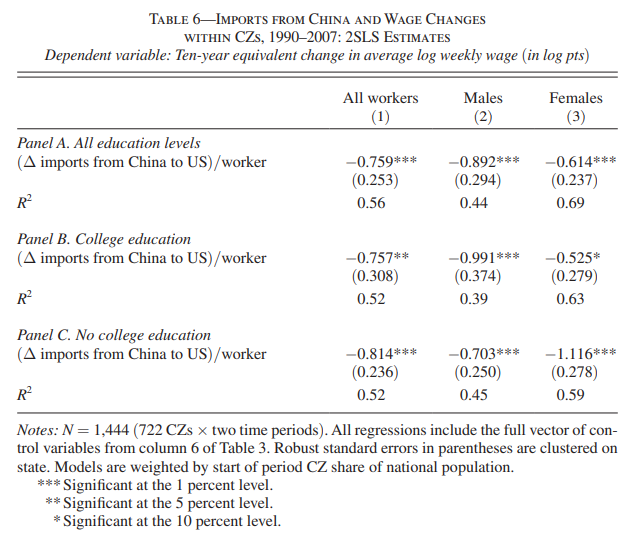 TABLE 6—IMPORTS FROM CHINA AND WAGE CHANGES
WITHIN CZS, 1990–2007: 2SLS ESTIMATES
Dependent variable: Ten-year equivalent change in average log weekly wage (in log pts)
All workers Males Females
(1) (2) (3)
Panel A. All education levels
(Δ imports from China to US)/worker −0.759*** −0.892*** −0.614***
(0.253) (0.294) (0.237)
R² 0.56 0.44 0.69
Panel B. College education
(Δ imports from China to US)/worker −0.757** −0.991*** −0.525*
(0.308) (0.374) (0.279)
R² 0.52 0.39 0.63
Panel C. No college education
(Δ imports from China to US)/worker −0.814*** −0.703*** −1.116***
(0.236) (0.250) (0.278)
R² 0.52 0.45 0.59
Notes: N = 1,444 (722 CZs × two time periods). All regressions include the full vector of con-
trol variables from column 6 of Table 3. Robust standard errors in parentheses are clustered on
state. Models are weighted by start of period CZ share of national population.
*** Significant at the 1 percent level.
** Significant at the 5 percent level.
* Significant at the 10 percent level.